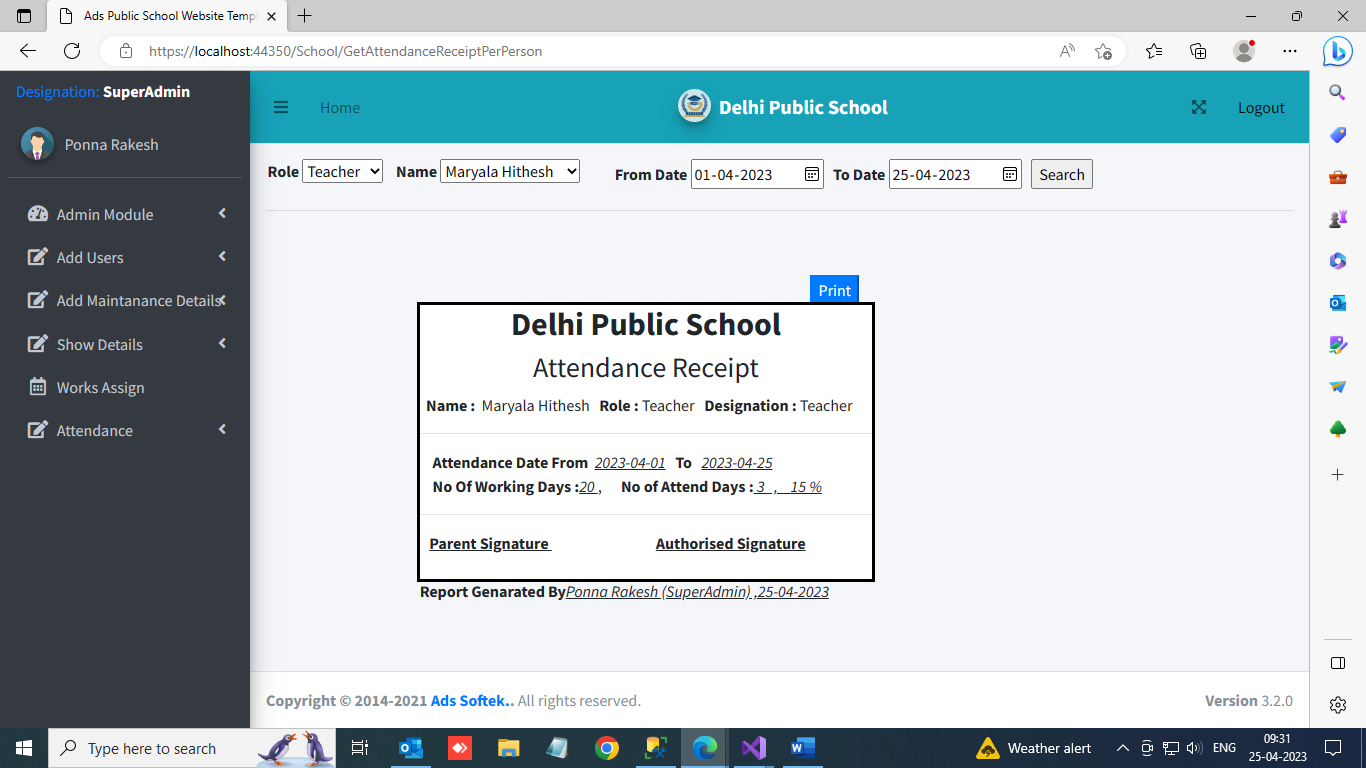 Ads Public School Website Templ
https://localhost:44350/School/GetAttendanceReceiptPerPerson
Designation: SuperAdmin
Ponna Rakesh
Admin Module
Add Users
Add Maintanance Details
Show Details
Works Assign
Attendance
Home
Delhi Public School
Logout
Role Teacher Name Maryala Hithesh From Date 01-04-2023 To Date 25-04-2023 Search
Print
Delhi Public School
Attendance Receipt
Name : Maryala Hithesh Role : Teacher Designation : Teacher
Attendance Date From 2023-04-01 To 2023-04-25
No Of Working Days :20 , No of Attend Days : 3 , 15 %
Parent Signature Authorised Signature
Report Genarated ByPonna Rakesh (SuperAdmin) ,25-04-2023
Copyright © 2014-2021 Ads Softek.. All rights reserved.
Version 3.2.0
Type here to search
Weather alert
ENG
09:31
25-04-2023